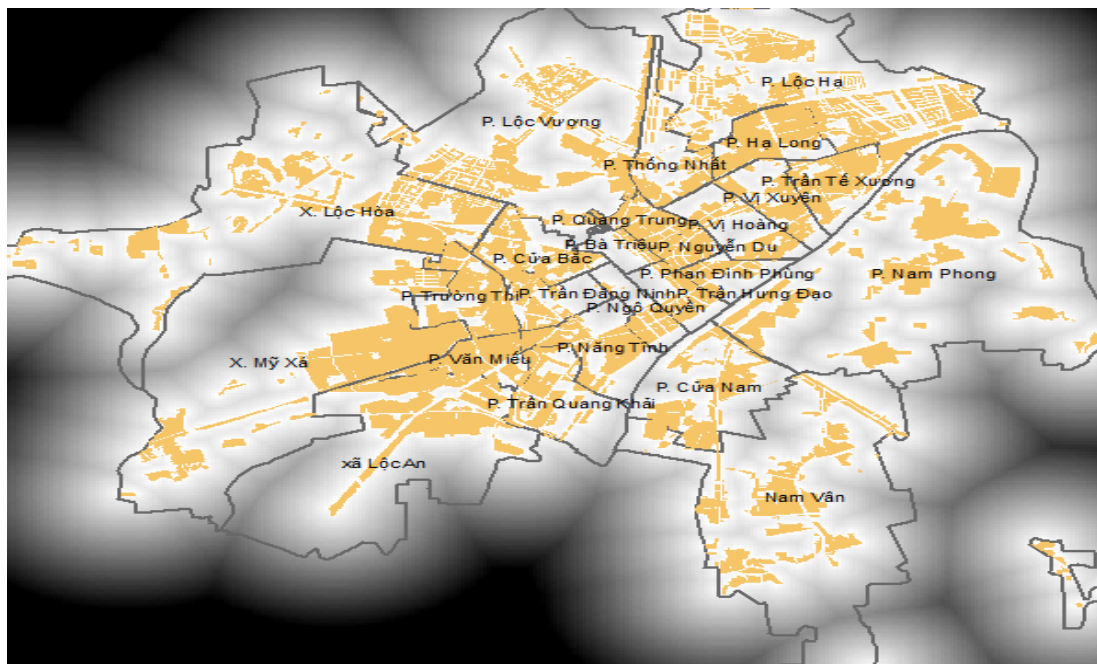 P. Lộc Hạ
P. Lộc Vượng
P. Hạ Long
P. Thống Nhất
P. Trần Tế Xương
P. Vị Xuyên
X. Lộc Hòa
P. Quang Trung
P. Vị Hoàng
P. Bà Triệu
P. Nguyễn Du
P. Cửa Bắc
P. Phan Đình Phùng
P. Nam Phong
P. Trường Thi
P. Trần Đăng Ninh
P. Trần Hưng Đạo
P. Ngô Quyền
P. Năng Tĩnh
X. Mỹ Xá
P. Văn Miếu
P. Cửa Nam
P. Trần Quang Khải
xã Lộc An
Nam Vân